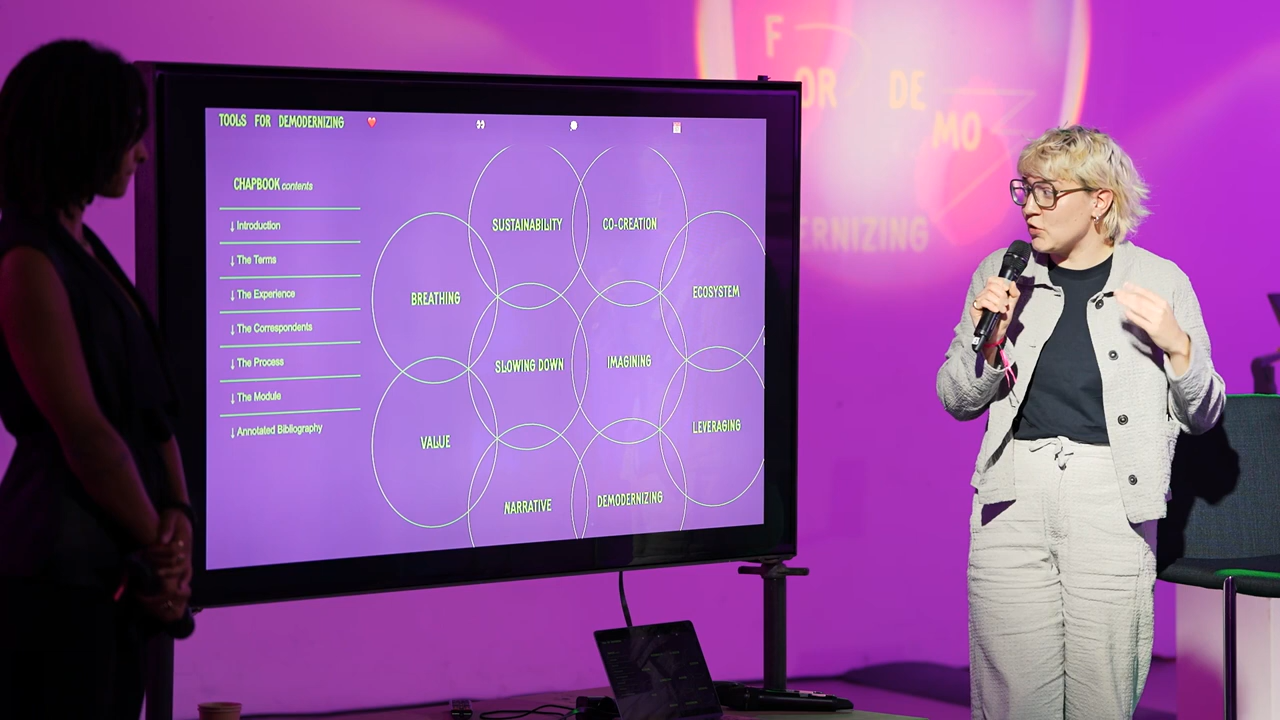 TOOLS FOR DEMODERNIZING
CHAPBOOK contents
↓ Introduction
↓ The Terms
↓ The Experience
↓ The Correspondents
↓ The Process
↓ The Module
↓ Annotated Bibliography
SUSTAINABILITY
CO-CREATION
BREATHING
ECOSYSTEM
SLOWING DOWN
IMAGINING
VALUE
LEVERAGING
NARRATIVE
DEMODERNIZING
F
OR DE
MO
ERNIZING